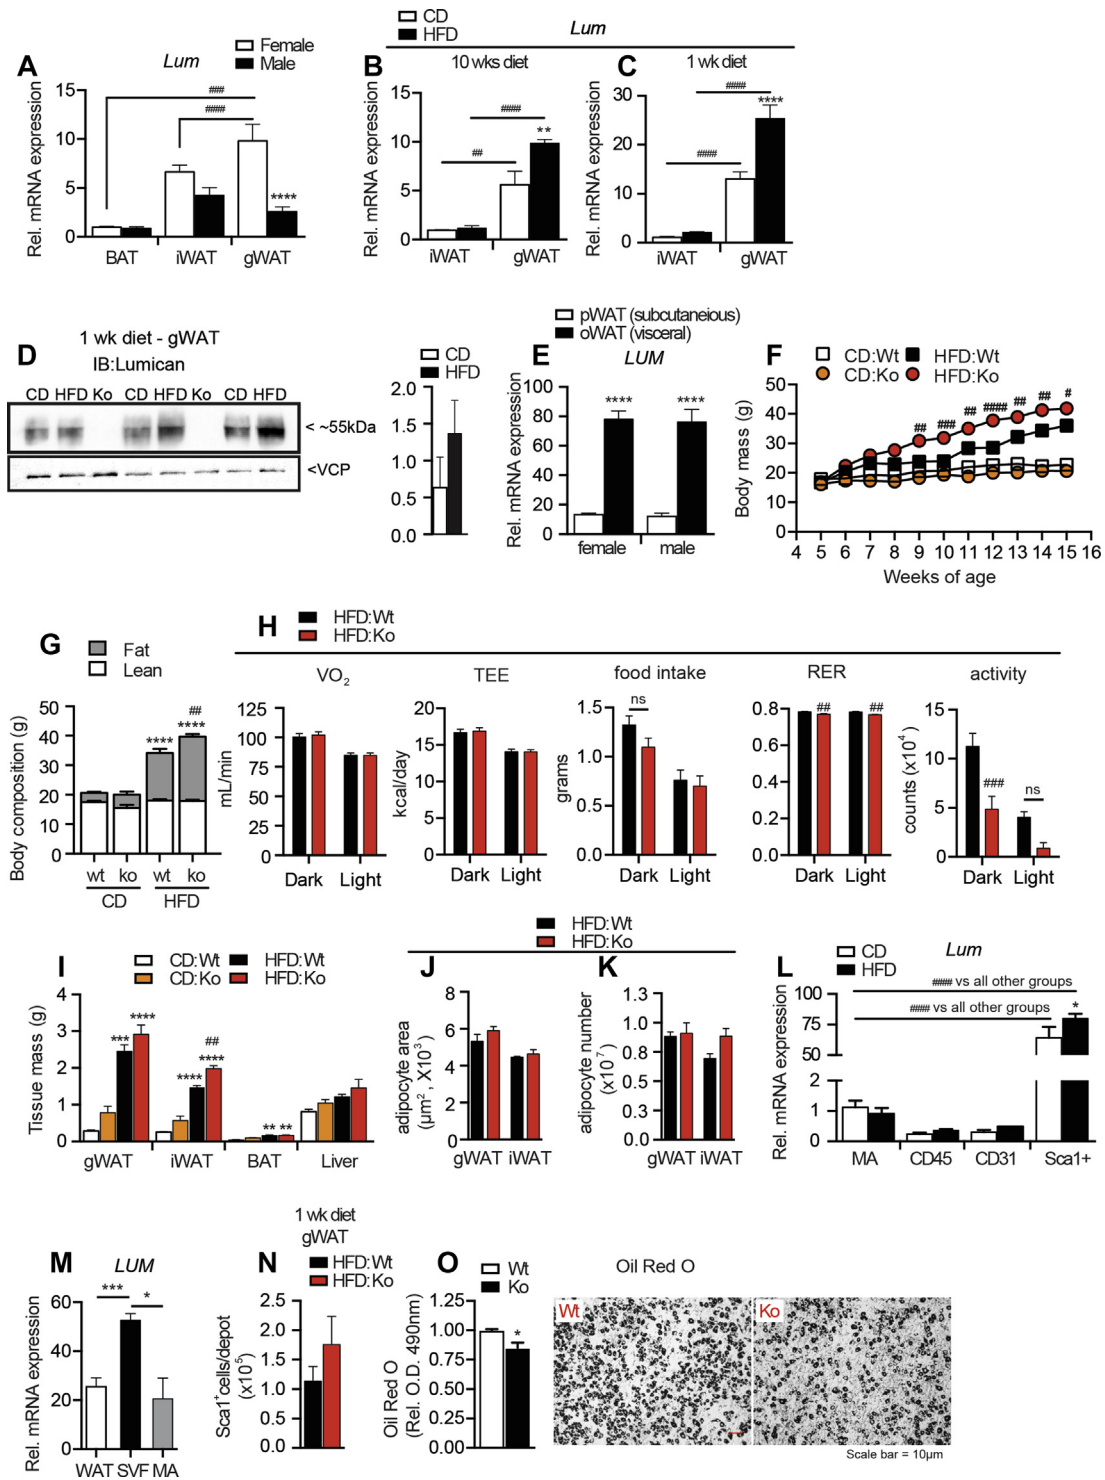 A
Lum
Female
Male
Rel. mRNA expression
15
10
5
0
###
####
****
BAT iWAT gWAT
CD
HFD
Lum
B
10 wks diet
Rel. mRNA expression
15
10
5
0
####
##
**
iWAT gWAT
C
1 wk diet
Rel. mRNA expression
30
20
10
0
####
####
****
iWAT gWAT
D
1 wk diet - gWAT
IB:Lumican
CD HFD Ko CD HFD Ko CD HFD
< ~55kDa
<VCP
CD
HFD
2.0
1.5
1.0
0.5
0.0
pWAT (subcutaneious)
oWAT (visceral)
E
LUM
Rel. mRNA expression
100
80
60
40
20
0
**** ****
female male
F
CD:Wt HFD:Wt
CD:Ko HFD:Ko
Body mass (g)
50
40
30
20
10
0
## ### ## #### ## ## #
4 5 6 7 8 9 10 11 12 13 14 15 16
Weeks of age
G
Fat
Lean
Body composition (g)
50
40
30
20
10
0
****
##
****
wt ko wt ko
CD HFD
H
HFD:Wt
HFD:Ko
VO2
mL/min
125
100
75
50
25
0
Dark Light
TEE
kcal/day
20
15
10
5
0
Dark Light
food intake
grams
1.5
1.0
0.5
0.0
ns
Dark Light
RER
0.8
0.6
0.4
0.2
0.0
## ##
Dark Light
activity
counts (x10⁴)
15
10
5
0
###
ns
Dark Light
I
CD:Wt HFD:Wt
CD:Ko HFD:Ko
Tissue mass (g)
4
3
2
1
0
*** ****
****
##
****
** **
gWAT iWAT BAT Liver
HFD:Wt
HFD:Ko
J
adipocyte area
(µm², X10³)
8
6
4
2
0
gWAT iWAT
K
adipocyte number
(x10⁷)
1.3
1.0
0.8
0.5
0.3
0.0
gWAT iWAT
L
CD
HFD
Lum
#### vs all other groups
#### vs all other groups
*
Rel. mRNA expression
100
75
50
2
1
0
MA CD45 CD31 Sca1+
M
LUM
*** *
Rel. mRNA expression
60
40
20
0
WAT SVF MA
N
1 wk diet
gWAT
HFD:Wt
HFD:Ko
Sca1⁺cells/depot
(x10⁵)
2.5
2.0
1.5
1.0
0.5
0.0
O
Wt
Ko
Oil Red O
(Rel. O.D. 490nm)
1.25
1.00
0.75
0.50
0.25
0.00
*
Oil Red O
Wt
Ko
Scale bar = 10µm